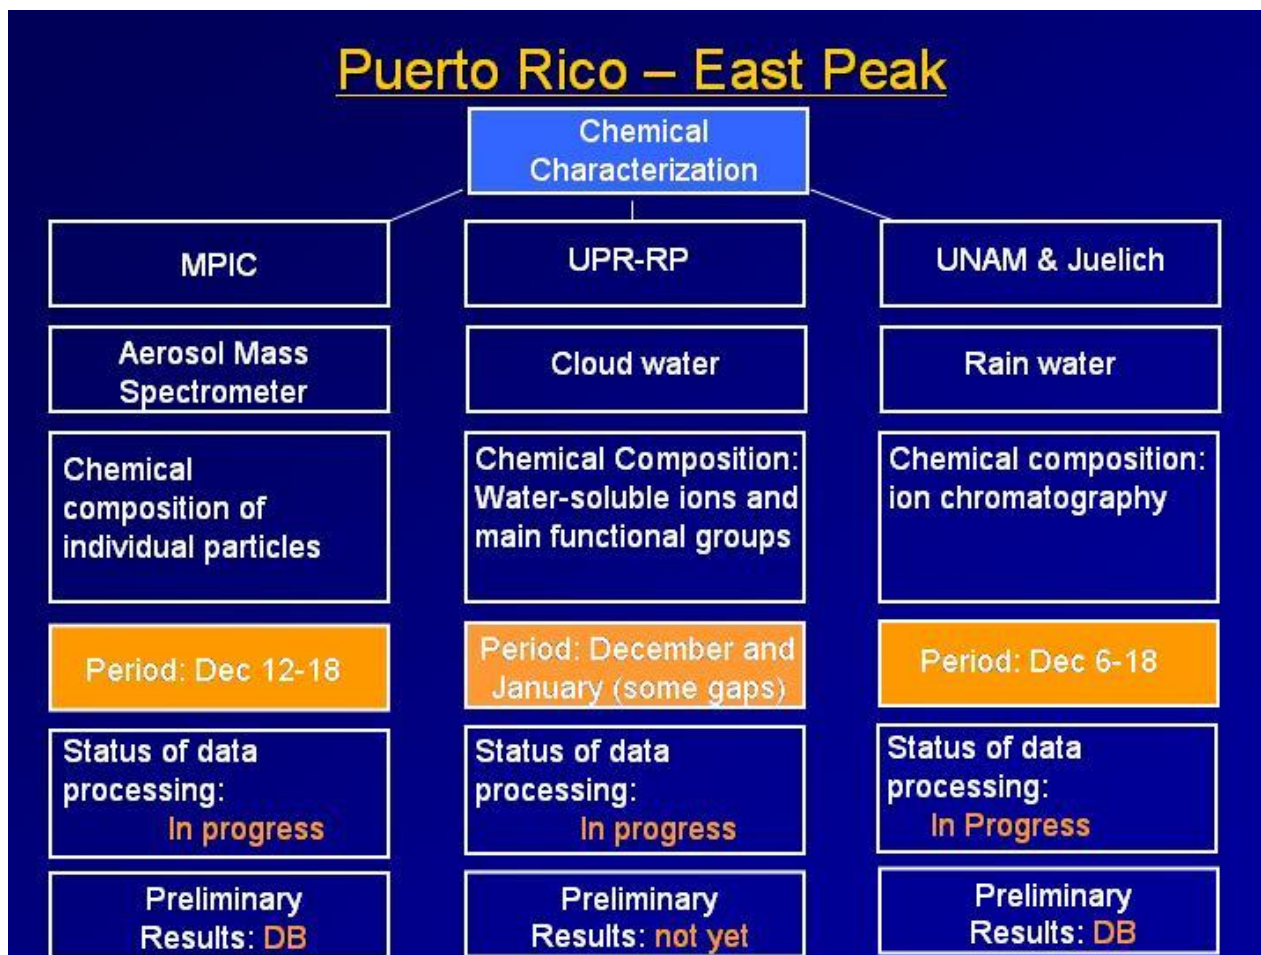 Puerto Rico – East Peak
Chemical
Characterization
MPIC
UPR-RP
UNAM & Juelich
Aerosol Mass
Spectrometer
Cloud water
Rain water
Chemical
composition of
individual particles
Chemical Composition:
Water-soluble ions and
main functional groups
Chemical composition:
ion chromatography
Period: Dec 12-18
Period: December and
January (some gaps)
Period: Dec 6-18
Status of data
processing:
In progress
Status of data
processing:
In progress
Status of data
processing:
In Progress
Preliminary
Results: DB
Preliminary
Results: not yet
Preliminary
Results: DB